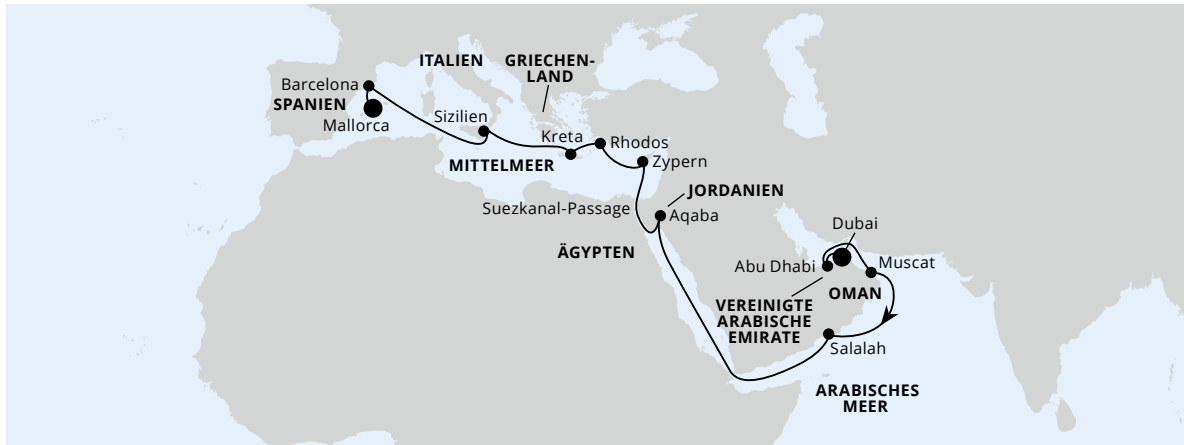 ITALIEN
GRIECHEN-
LAND
Barcelona
SPANIEN
Mallorca
Sizilien
Kreta
Rhodos
MITTELMEER
Zypern
JORDANIEN
Suezkanal-Passage
Aqaba
Dubai
ÄGYPTEN
Abu Dhabi
Muscat
OMAN
VEREINIGTE
ARABISCHE
EMIRATE
Salalah
ARABISCHES
MEER